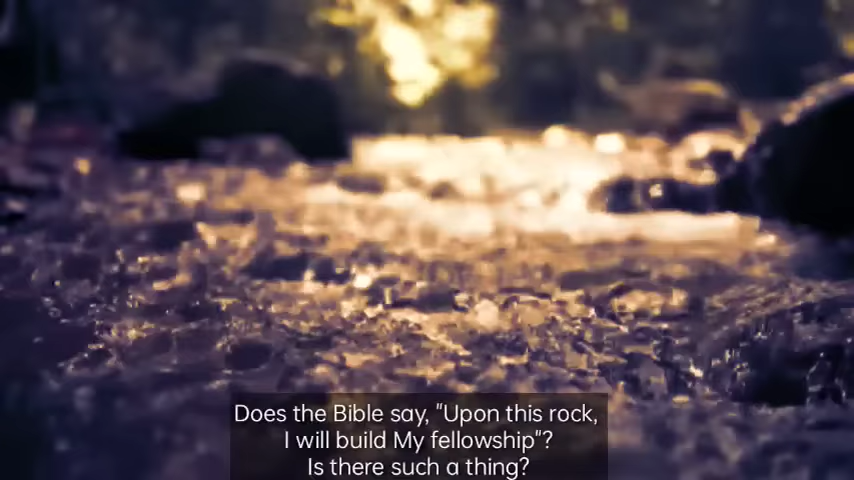 Does the Bible say, "Upon this rock,
I will build My fellowship"?
Is there such a thing?